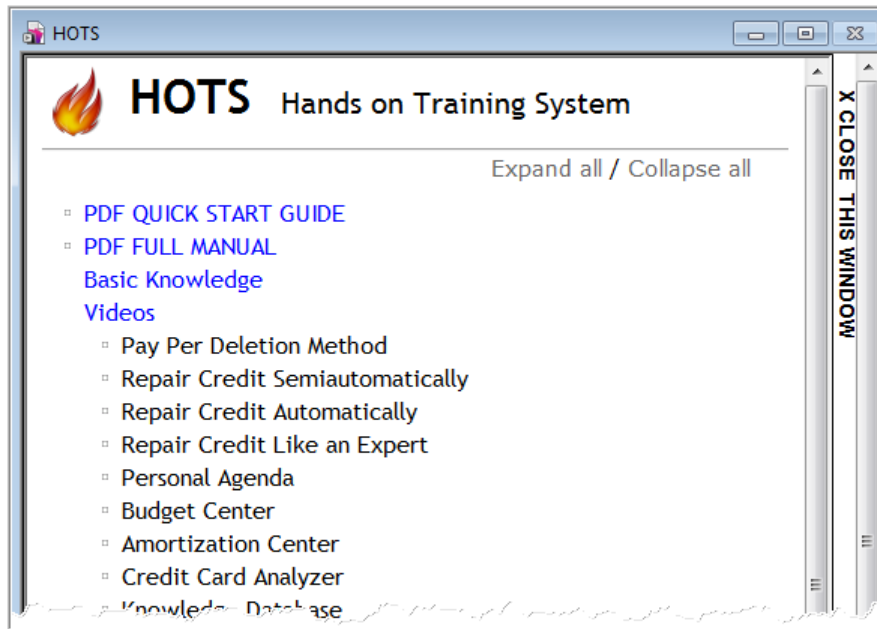 HOTS
HOTS Hands on Training System
Expand all / Collapse all
PDF QUICK START GUIDE
PDF FULL MANUAL
Basic Knowledge
Videos
Pay Per Deletion Method
Repair Credit Semiautomatically
Repair Credit Automatically
Repair Credit Like an Expert
Personal Agenda
Budget Center
Amortization Center
Credit Card Analyzer
Knowledge Database
X CLOSE THIS WINDOW